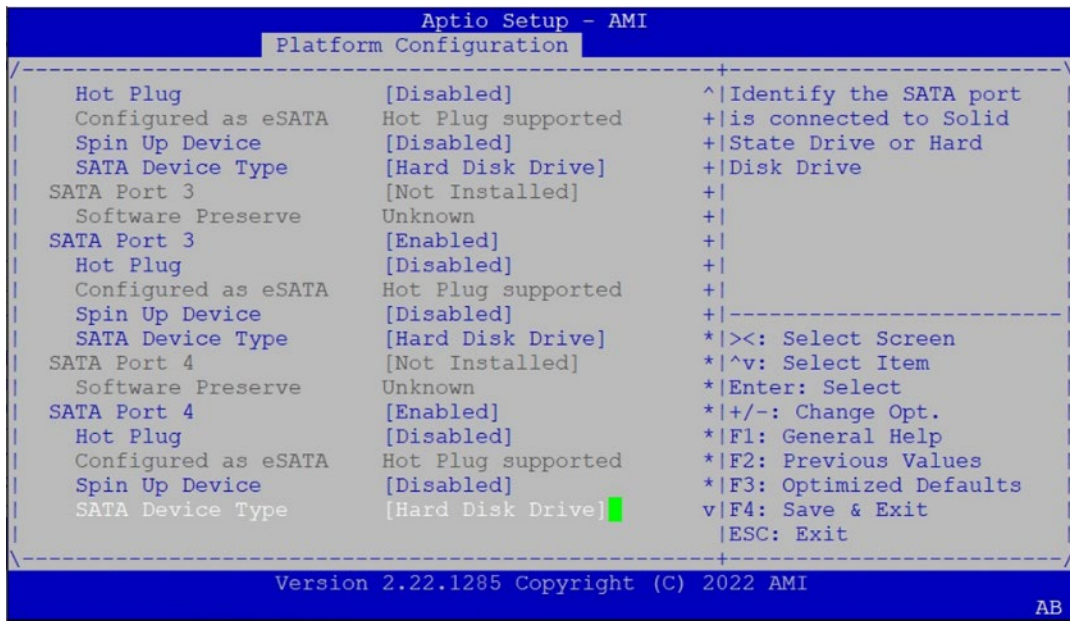 Aptio Setup - AMI
Platform Configuration
/----------------------------------------------------+-------------------------\
| Hot Plug [Disabled] ^|Identify the SATA port |
| Configured as eSATA Hot Plug supported +|is connected to Solid |
| Spin Up Device [Disabled] +|State Drive or Hard |
| SATA Device Type [Hard Disk Drive] +|Disk Drive |
| SATA Port 3 [Not Installed] +| |
| Software Preserve Unknown +| |
| SATA Port 3 [Enabled] +| |
| Hot Plug [Disabled] +| |
| Configured as eSATA Hot Plug supported +| |
| Spin Up Device [Disabled] +|-------------------------|
| SATA Device Type [Hard Disk Drive] *|><: Select Screen |
| SATA Port 4 [Not Installed] *|^v: Select Item |
| Software Preserve Unknown *|Enter: Select |
| SATA Port 4 [Enabled] *|+/-: Change Opt. |
| Hot Plug [Disabled] *|F1: General Help |
| Configured as eSATA Hot Plug supported *|F2: Previous Values |
| Spin Up Device [Disabled] *|F3: Optimized Defaults |
| SATA Device Type [Hard Disk Drive] v|F4: Save & Exit |
| |ESC: Exit |
\----------------------------------------------------+-------------------------/
Version 2.22.1285 Copyright (C) 2022 AMI
AB